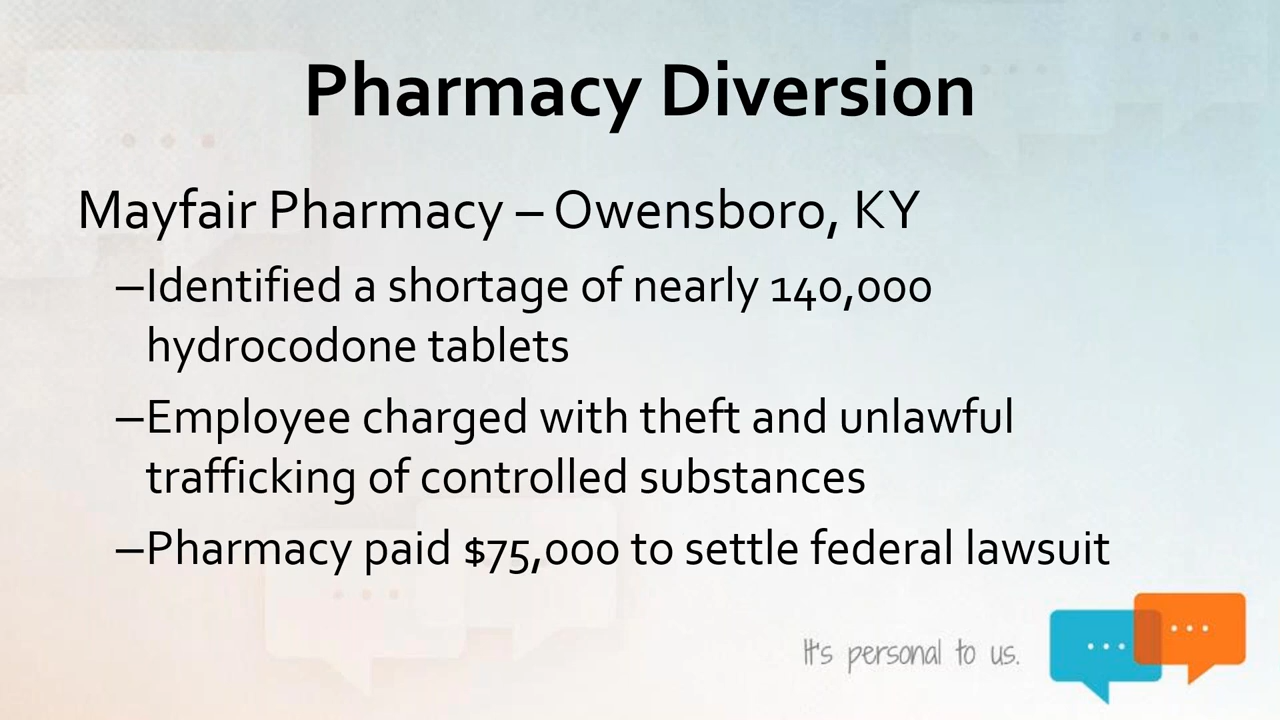 Pharmacy Diversion
Mayfair Pharmacy – Owensboro, KY
–Identified a shortage of nearly 140,000
hydrocodone tablets
–Employee charged with theft and unlawful
trafficking of controlled substances
–Pharmacy paid $75,000 to settle federal lawsuit
It's personal to us.